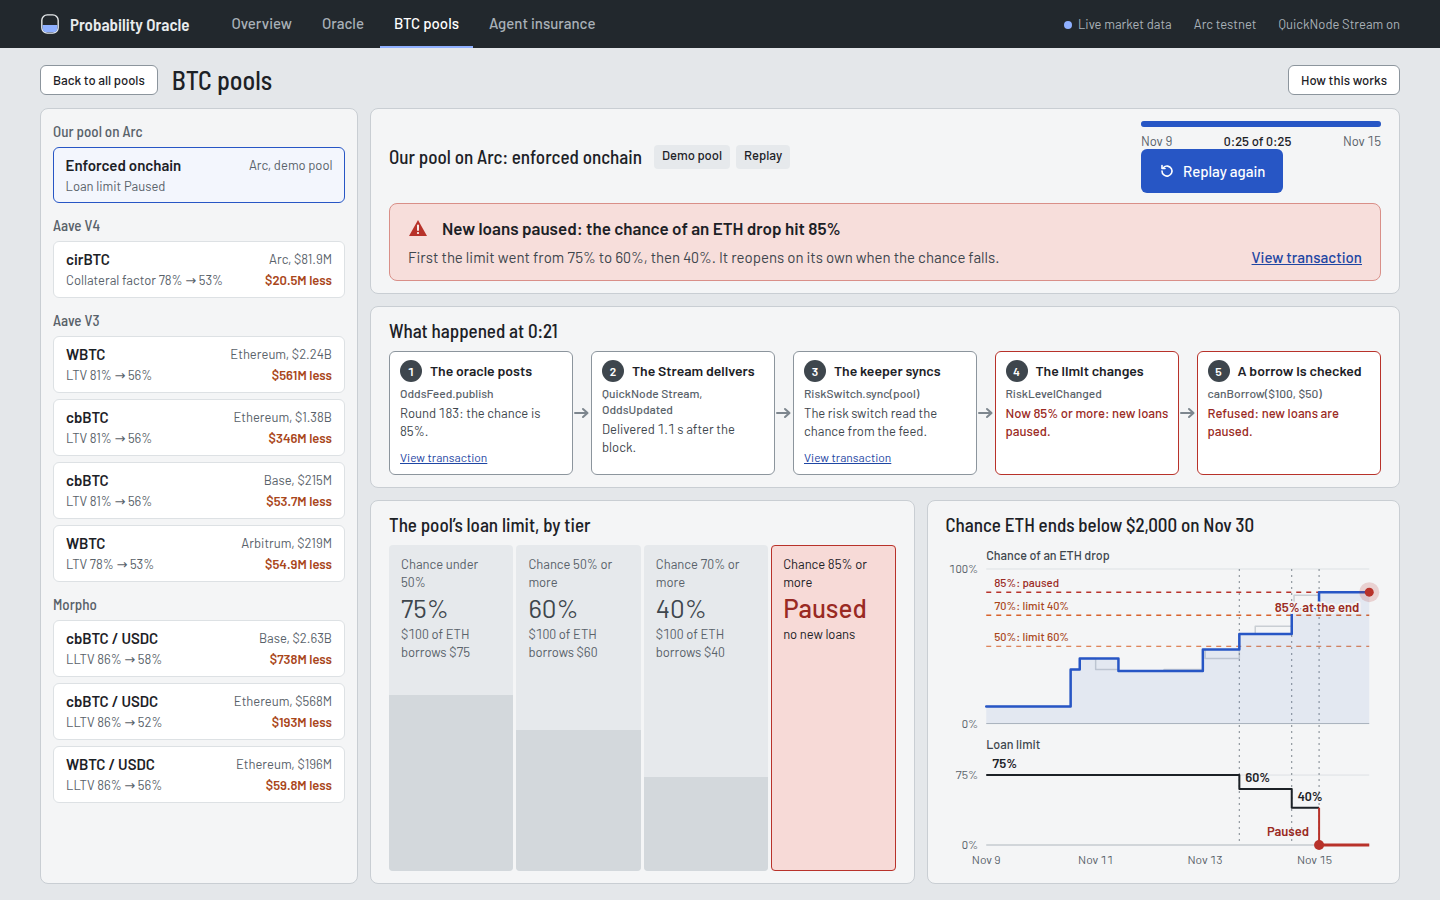 Probability Oracle
Overview
Oracle
BTC pools
Agent insurance
Live market data
Arc testnet
QuickNode Stream on
Back to all pools
BTC pools
How this works
Our pool on Arc
Enforced onchain
Arc, demo pool
Loan limit Paused
Aave V4
cirBTC
Arc, $81.9M
Collateral factor 78% → 53%
$20.5M less
Aave V3
WBTC
Ethereum, $2.24B
LTV 81% → 56%
$561M less
cbBTC
Ethereum, $1.38B
LTV 81% → 56%
$346M less
cbBTC
Base, $215M
LTV 81% → 56%
$53.7M less
WBTC
Arbitrum, $219M
LTV 78% → 53%
$54.9M less
Morpho
cbBTC / USDC
Base, $2.63B
LLTV 86% → 58%
$738M less
cbBTC / USDC
Ethereum, $568M
LLTV 86% → 52%
$193M less
WBTC / USDC
Ethereum, $196M
LLTV 86% → 56%
$59.8M less
Our pool on Arc: enforced onchain
Demo pool
Replay
Nov 9
0:25 of 0:25
Nov 15
Replay again
New loans paused: the chance of an ETH drop hit 85%
First the limit went from 75% to 60%, then 40%. It reopens on its own when the chance falls.
View transaction
What happened at 0:21
1 The oracle posts
OddsFeed.publish
Round 183: the chance is
85%.
View transaction
2 The Stream delivers
QuickNode Stream,
OddsUpdated
Delivered 1.1 s after the
block.
3 The keeper syncs
RiskSwitch.sync(pool)
The risk switch read the
chance from the feed.
View transaction
4 The limit changes
RiskLevelChanged
Now 85% or more: new loans
paused.
5 A borrow is checked
canBorrow($100, $50)
Refused: new loans are
paused.
The pool's loan limit, by tier
Chance under
50%
75%
$100 of ETH
borrows $75
Chance 50% or
more
60%
$100 of ETH
borrows $60
Chance 70% or
more
40%
$100 of ETH
borrows $40
Chance 85% or
more
Paused
no new loans
Chance ETH ends below $2,000 on Nov 30
Chance of an ETH drop
100%
85%: paused
70%: limit 40%
85% at the end
50%: limit 60%
0%
Loan limit
75%
75%
60%
40%
Paused
0%
Nov 9
Nov 11
Nov 13
Nov 15